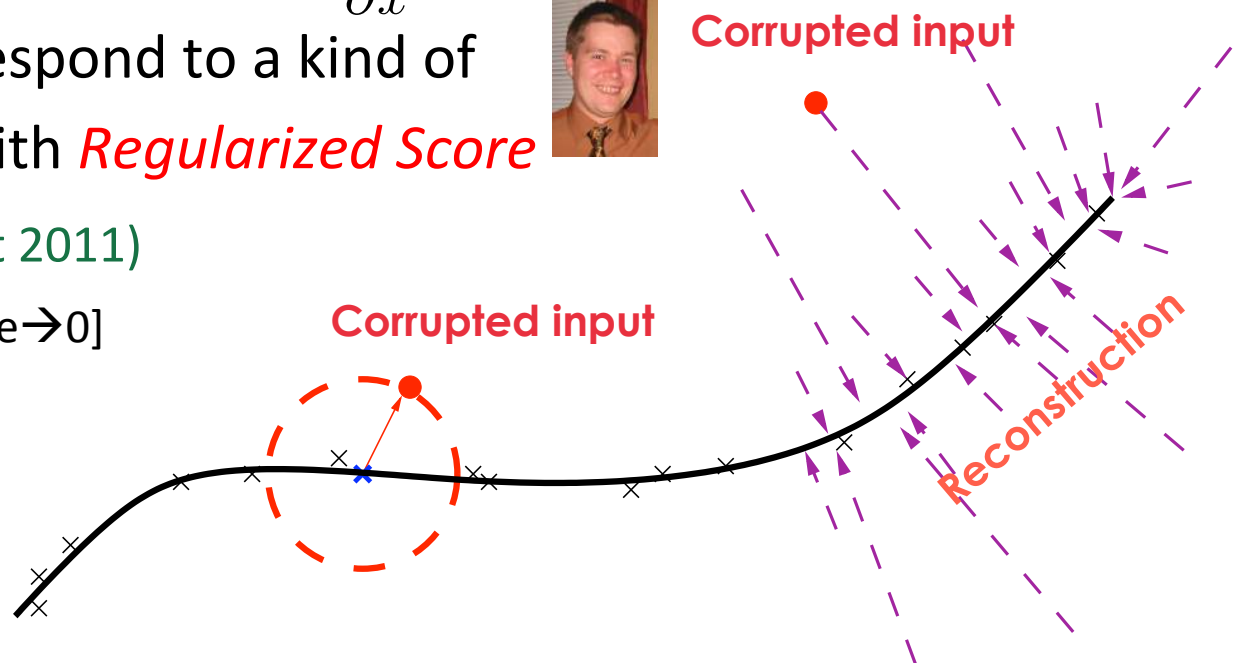 ∂x
espond to a kind of
ith Regularized Score
t 2011)
e→0]
Corrupted input
Corrupted input
Reconstruction